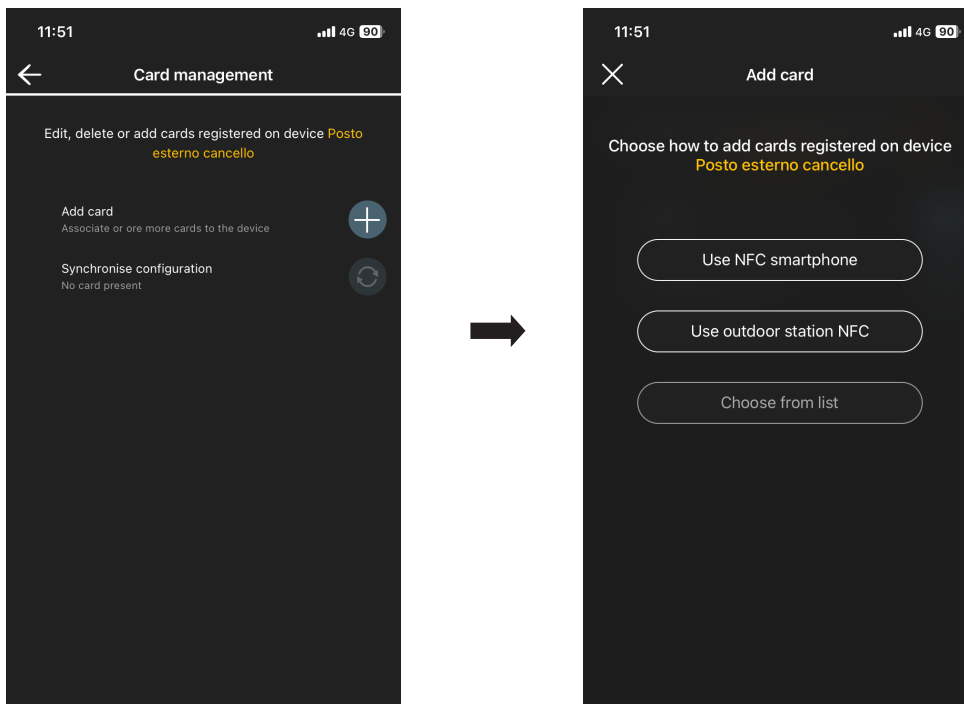 11:51
4G 90
Card management
Edit, delete or add cards registered on device Posto
esterno cancello
Add card
Associate or ore more cards to the device
Synchronise configuration
No card present
11:51
4G 90
Add card
Choose how to add cards registered on device
Posto esterno cancello
Use NFC smartphone
Use outdoor station NFC
Choose from list